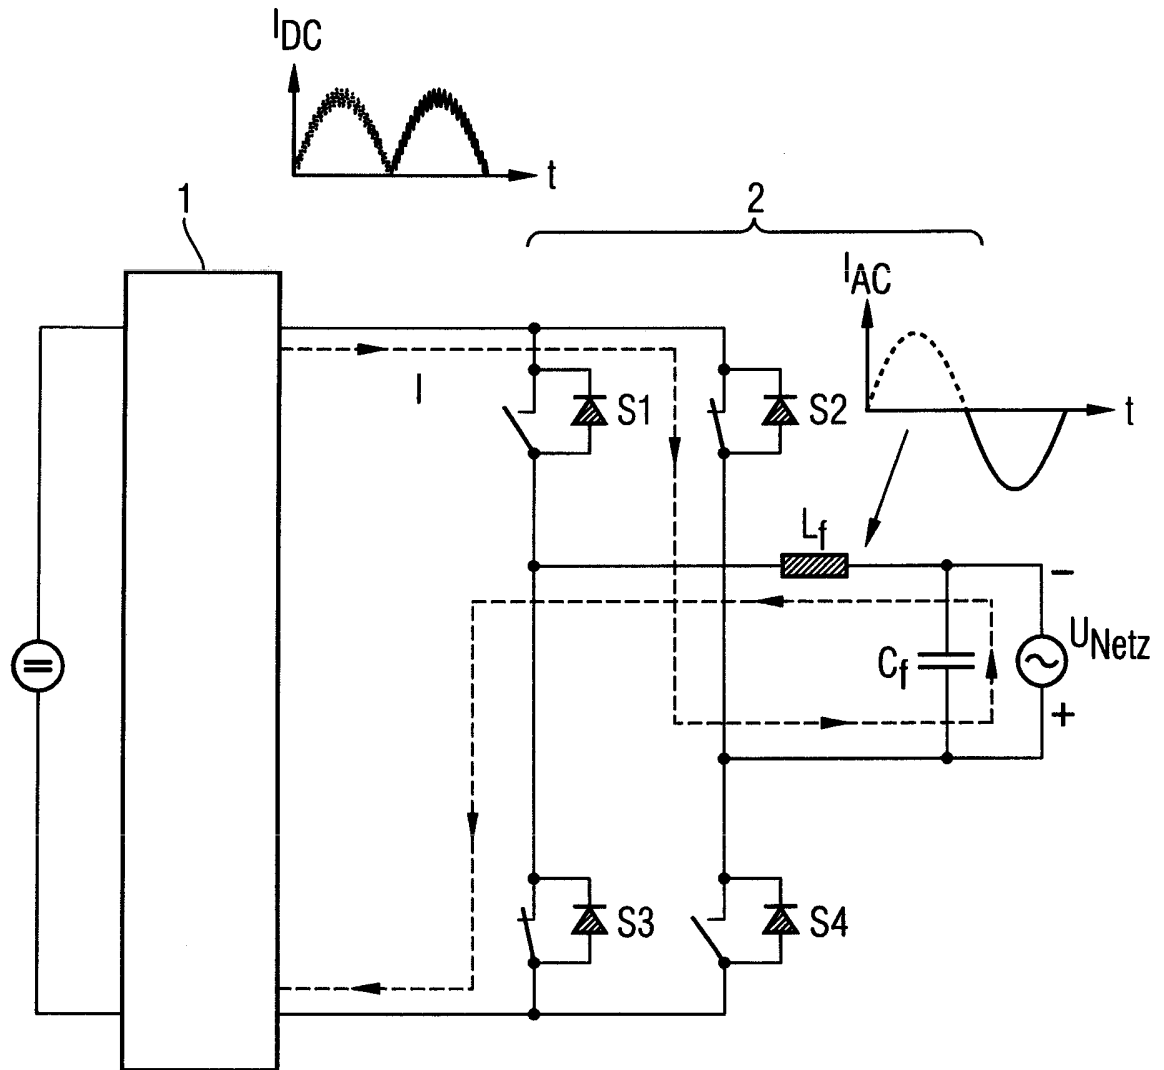 I_DC
t
1
2
I_AC
t
I
S1
S2
L_f
−
U_Netz
C_f
+
S3
S4